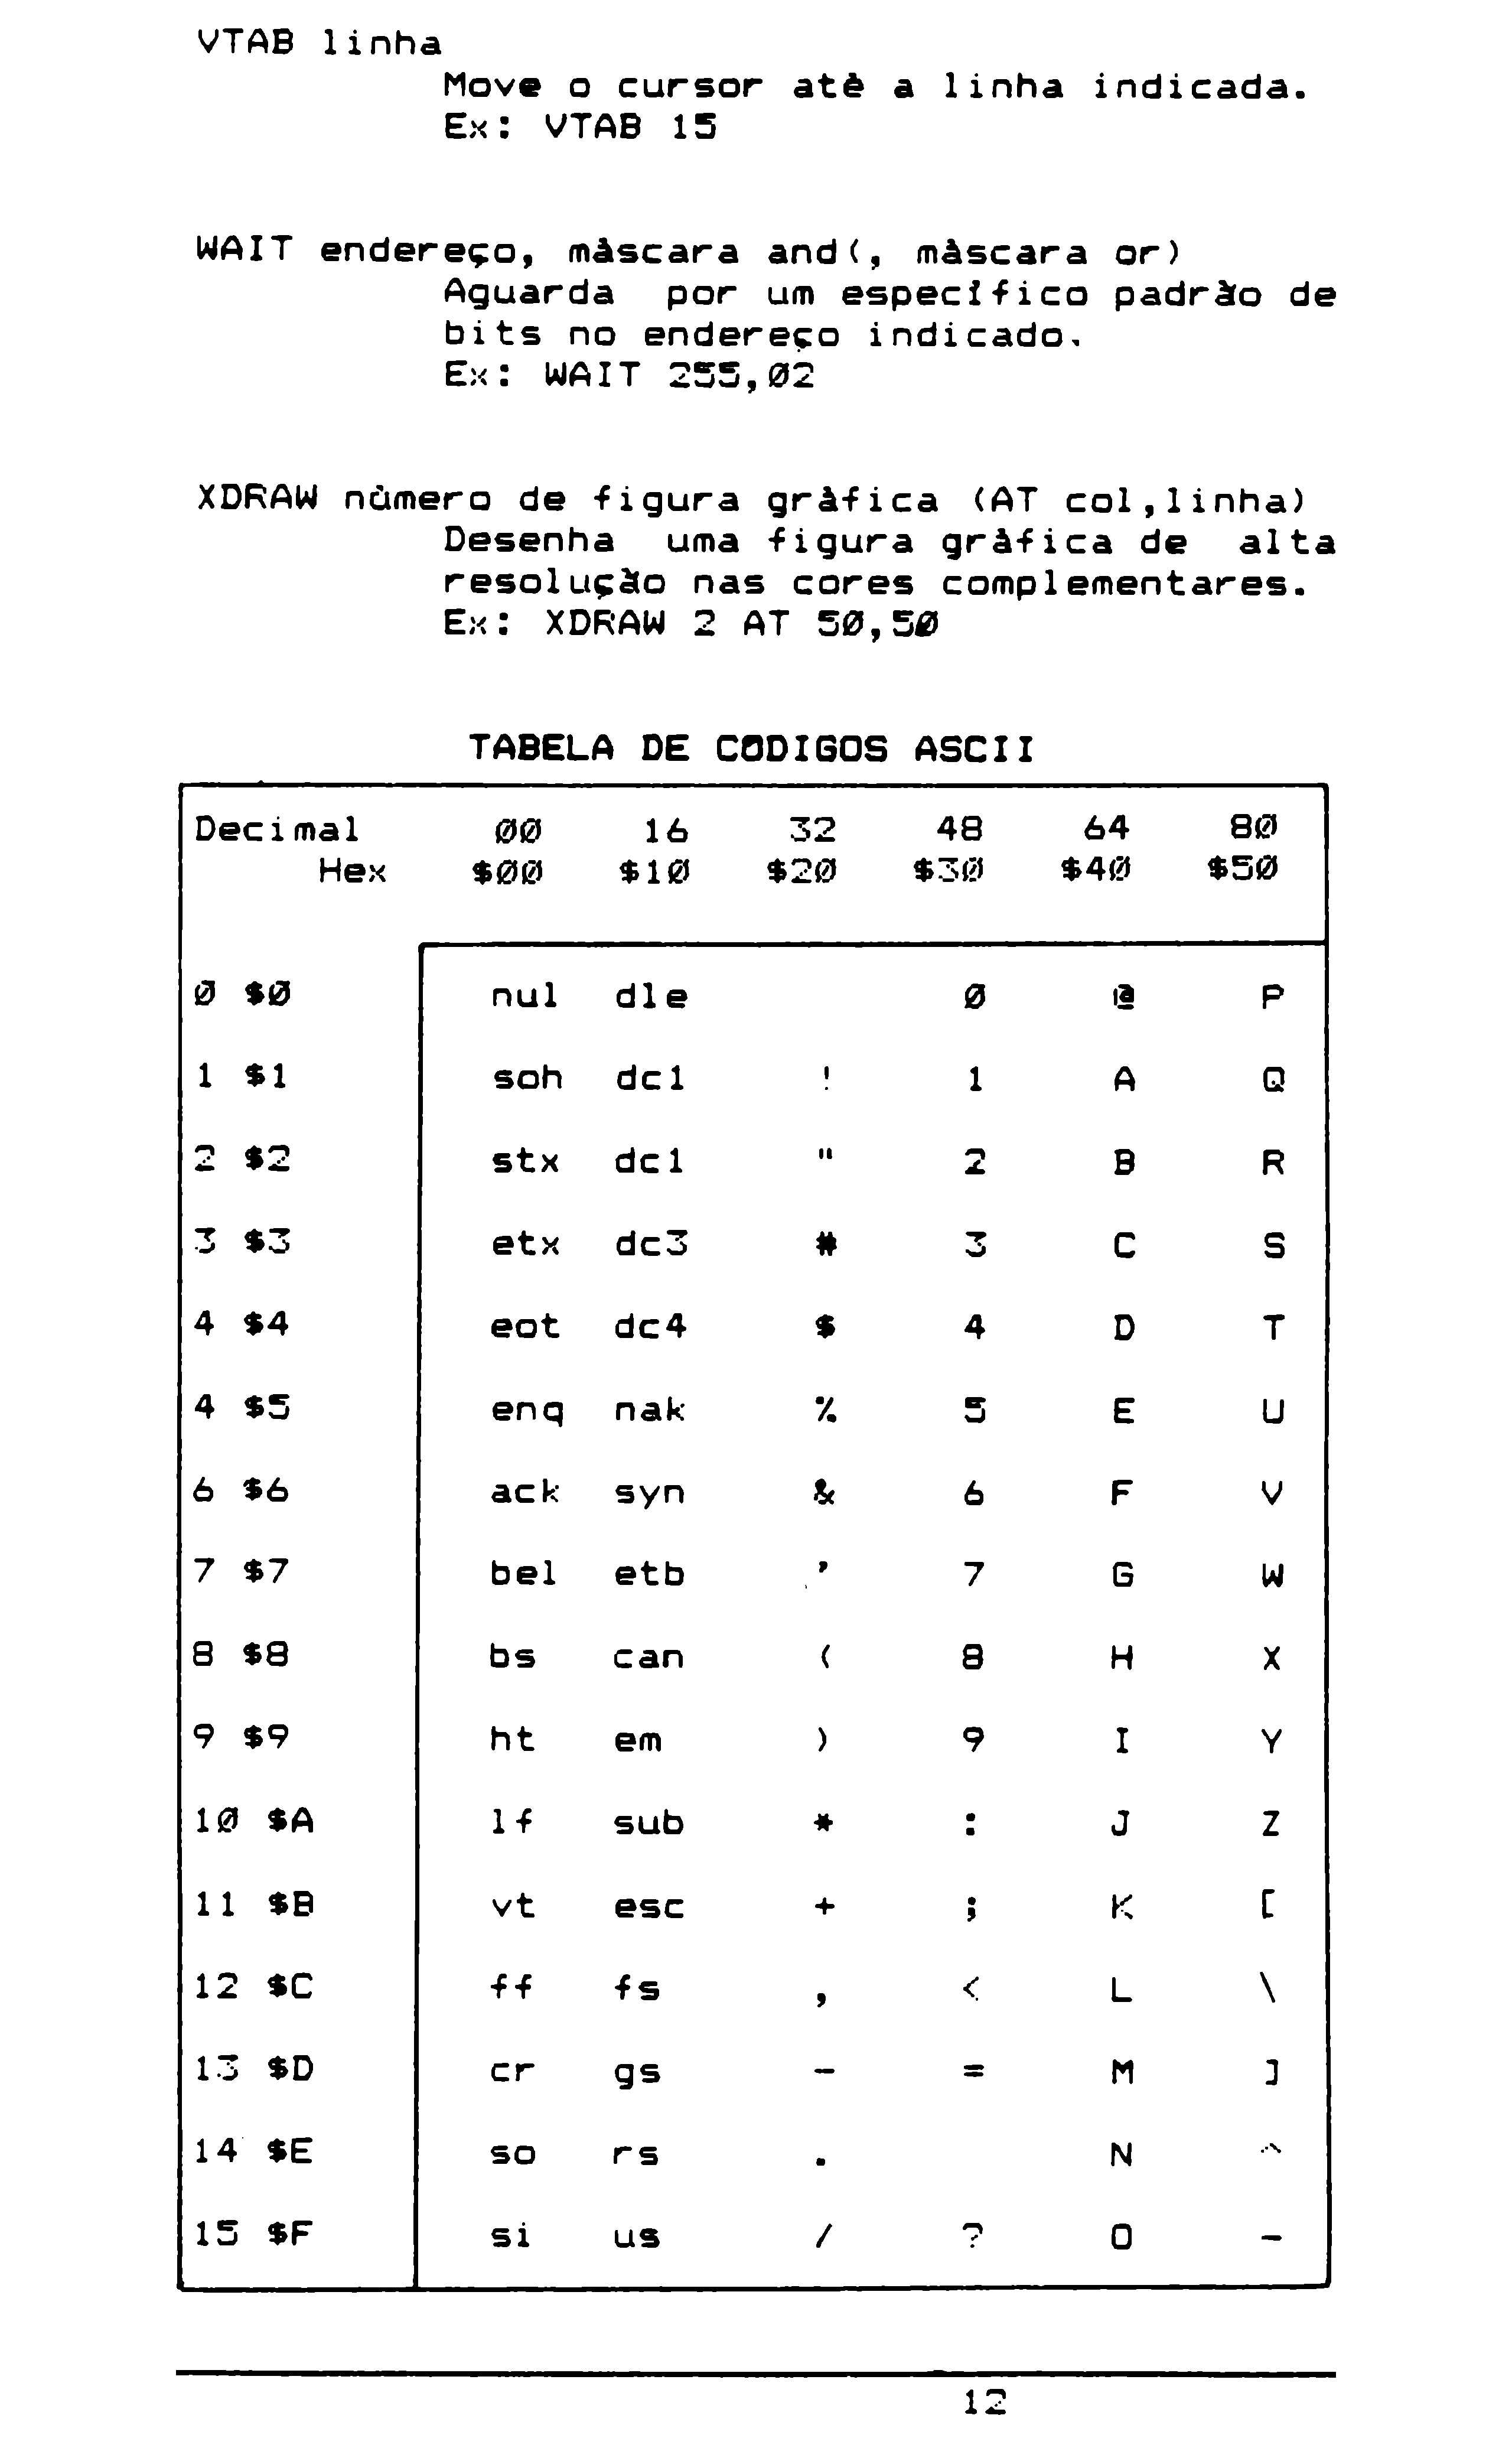 VTAB linha
Move o cursor atè a linha indicada.
Ex: VTAB 15
WAIT endereço, màscara and(, màscara or)
Aguarda por um específico padrão de
bits no endereço indicado.
Ex: WAIT 255,02
XDRAW nùmero de figura gràfica (AT col,linha)
Desenha uma figura gràfica de alta
resolução nas cores complementares.
Ex: XDRAW 2 AT 50,50
TABELA DE CÓDIGOS ASCII
Decimal 00 16 32 48 64 80
Hex $00 $10 $20 $30 $40 $50
0 $0 nul dle 0 @ P
1 $1 soh dc1 ! 1 A Q
2 $2 stx dc1 " 2 B R
3 $3 etx dc3 # 3 C S
4 $4 eot dc4 $ 4 D T
4 $5 enq nak % 5 E U
6 $6 ack syn & 6 F V
7 $7 bel etb ' 7 G W
8 $8 bs can ( 8 H X
9 $9 ht em ) 9 I Y
10 $A lf sub * : J Z
11 $B vt esc + ; K [
12 $C ff fs , < L \
13 $D cr gs - = M ]
14 $E so rs . N ^
15 $F si us / ? O -
12